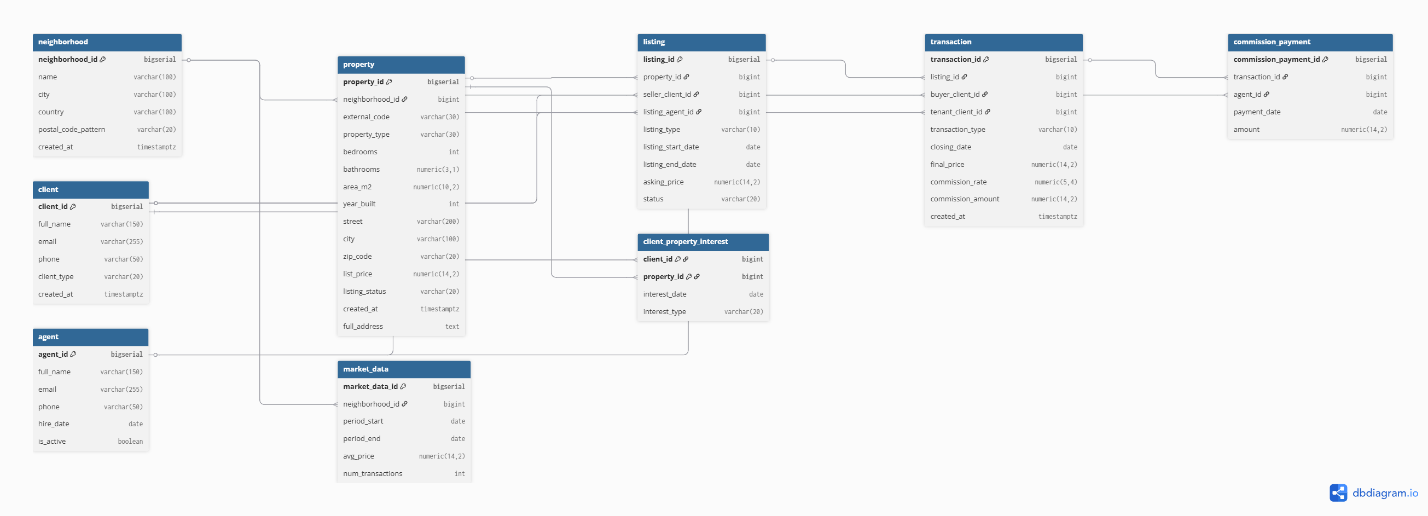 neighborhood
neighborhood_id bigserial
name varchar(100)
city varchar(100)
country varchar(100)
postal_code_pattern varchar(20)
created_at timestamptz
client
client_id bigserial
full_name varchar(150)
email varchar(255)
phone varchar(50)
client_type varchar(20)
created_at timestamptz
agent
agent_id bigserial
full_name varchar(150)
email varchar(255)
phone varchar(50)
hire_date date
is_active boolean
property
property_id bigserial
neighborhood_id bigint
external_code varchar(30)
property_type varchar(30)
bedrooms int
bathrooms numeric(3,1)
area_m2 numeric(10,2)
year_built int
street varchar(200)
city varchar(100)
zip_code varchar(20)
list_price numeric(14,2)
listing_status varchar(20)
created_at timestamptz
full_address text
market_data
market_data_id bigserial
neighborhood_id bigint
period_start date
period_end date
avg_price numeric(14,2)
num_transactions int
listing
listing_id bigserial
property_id bigint
seller_client_id bigint
listing_agent_id bigint
listing_type varchar(10)
listing_start_date date
listing_end_date date
asking_price numeric(14,2)
status varchar(20)
client_property_interest
client_id bigint
property_id bigint
interest_date date
interest_type varchar(20)
transaction
transaction_id bigserial
listing_id bigint
buyer_client_id bigint
tenant_client_id bigint
transaction_type varchar(10)
closing_date date
final_price numeric(14,2)
commission_rate numeric(5,4)
commission_amount numeric(14,2)
created_at timestamptz
commission_payment
commission_payment_id bigserial
transaction_id bigint
agent_id bigint
payment_date date
amount numeric(14,2)
dbdiagram.io